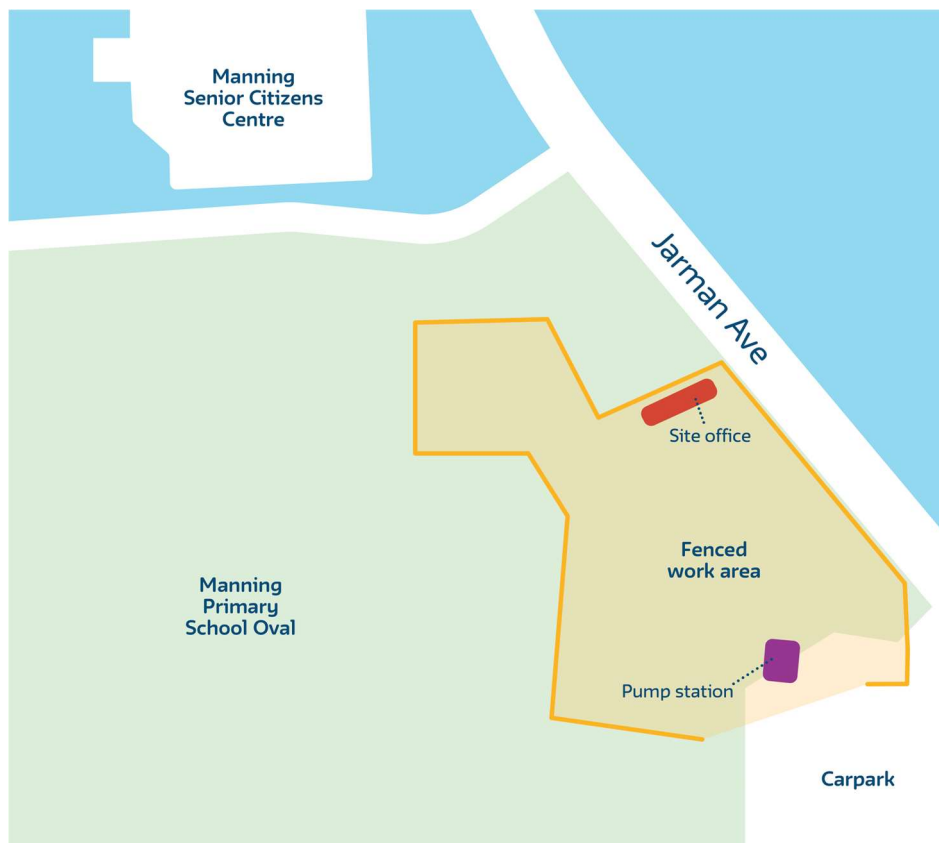 Manning
Senior Citizens
Centre
Jarman Ave
Site office
Fenced
work area
Manning
Primary
School Oval
Pump station
Carpark